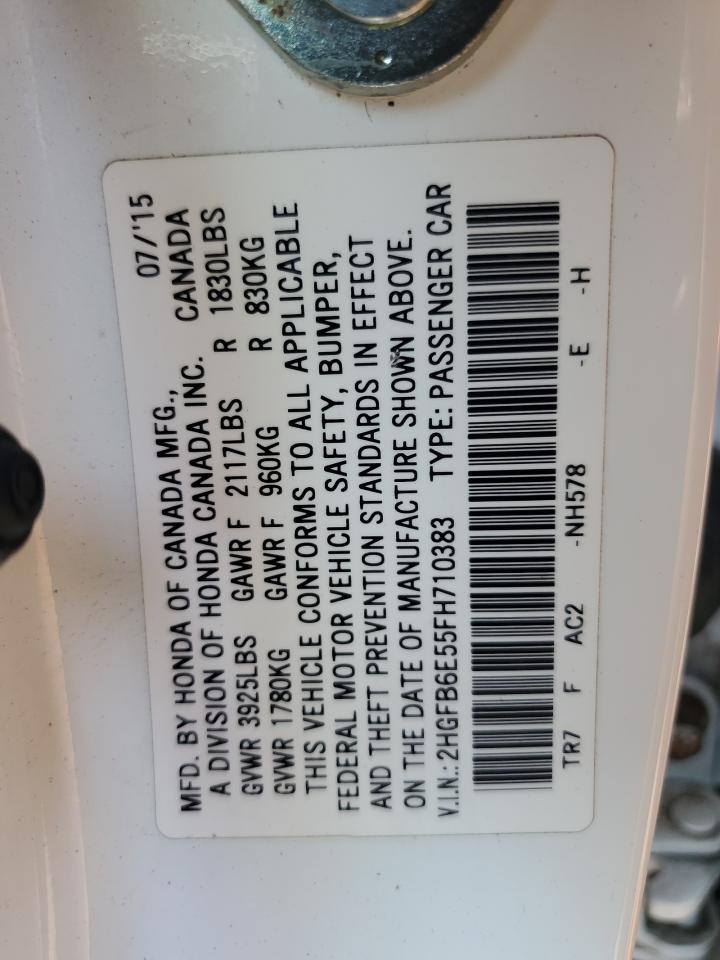 MFD. BY HONDA OF CANADA MFG., 07/'15
A DIVISION OF HONDA CANADA INC. CANADA
GVWR 3925LBS GAWR F 2117LBS R 1830LBS
GVWR 1780KG GAWR F 960KG R 830KG
THIS VEHICLE CONFORMS TO ALL APPLICABLE
FEDERAL MOTOR VEHICLE SAFETY, BUMPER,
AND THEFT PREVENTION STANDARDS IN EFFECT
ON THE DATE OF MANUFACTURE SHOWN ABOVE.
V.I.N.: 2HGFB6E55FH710383 TYPE: PASSENGER CAR
TR7 F AC2 -NH578 -E -H